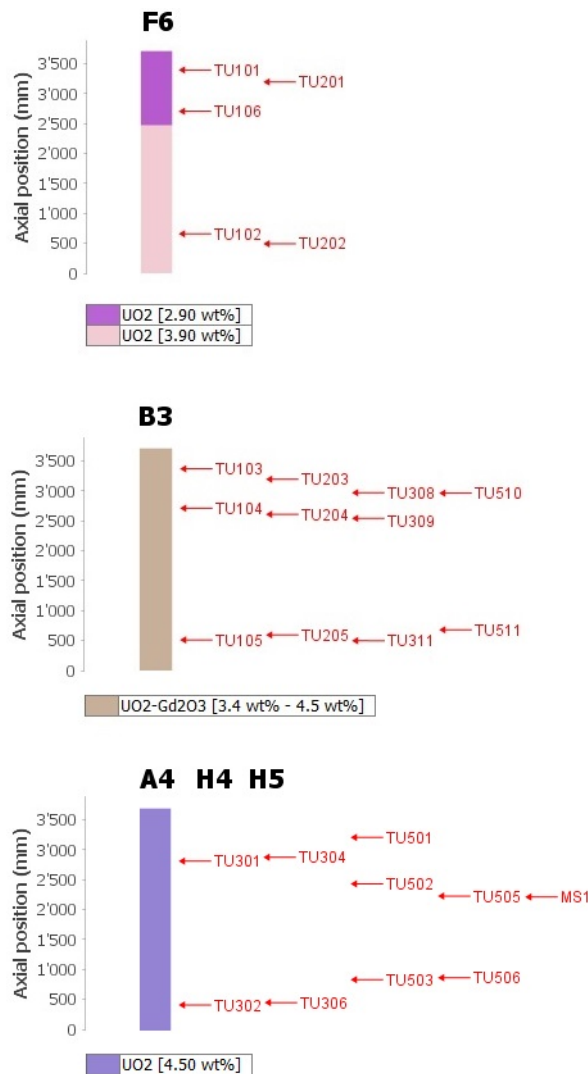 F6
Axial position (mm)
3'500
3'000
2'500
2'000
1'500
1'000
500
0
TU101
TU201
TU106
TU102
TU202
UO2 [2.90 wt%]
UO2 [3.90 wt%]
B3
Axial position (mm)
3'500
3'000
2'500
2'000
1'500
1'000
500
0
TU103
TU203
TU308
TU510
TU104
TU204
TU309
TU105
TU205
TU311
TU511
UO2-Gd2O3 [3.4 wt% - 4.5 wt%]
A4 H4 H5
Axial position (mm)
3'500
3'000
2'500
2'000
1'500
1'000
500
0
TU501
TU301
TU304
TU502
TU505
MS1
TU503
TU506
TU302
TU306
UO2 [4.50 wt%]